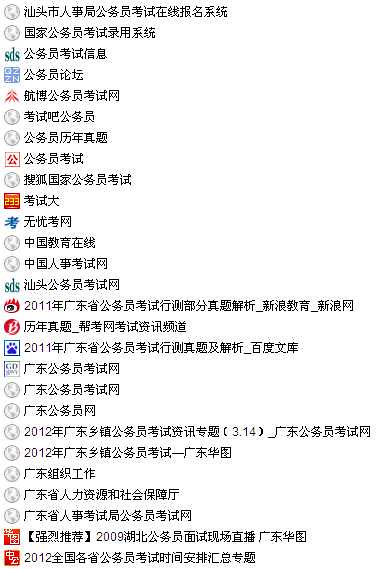 汕头市人事局公务员考试在线报名系统
国家公务员考试录用系统
sds 公务员考试信息
QZZN 公务员论坛
航博公务员考试网
考试吧公务员
公务员历年真题
公 公务员考试
搜狐国家公务员考试
233 考试大
考 无忧考网
中国教育在线
中国人事考试网
sds 汕头公务员考试网
2011年广东省公务员考试行测部分真题解析_新浪教育_新浪网
历年真题_帮考网考试资讯频道
2011年广东省公务员考试行测真题及解析_百度文库
GD 广东公务员考试网
广东公务员考试网
广东公务员网
2012年广东乡镇公务员考试资讯专题（3.14）_广东公务员考试网
2012年广东乡镇公务员考试—广东华图
广东组织工作
广东省人力资源和社会保障厅
广东省人事考试局公务员考试网
【强烈推荐】2009湖北公务员面试现场直播 广东华图
2012全国各省公务员考试时间安排汇总专题